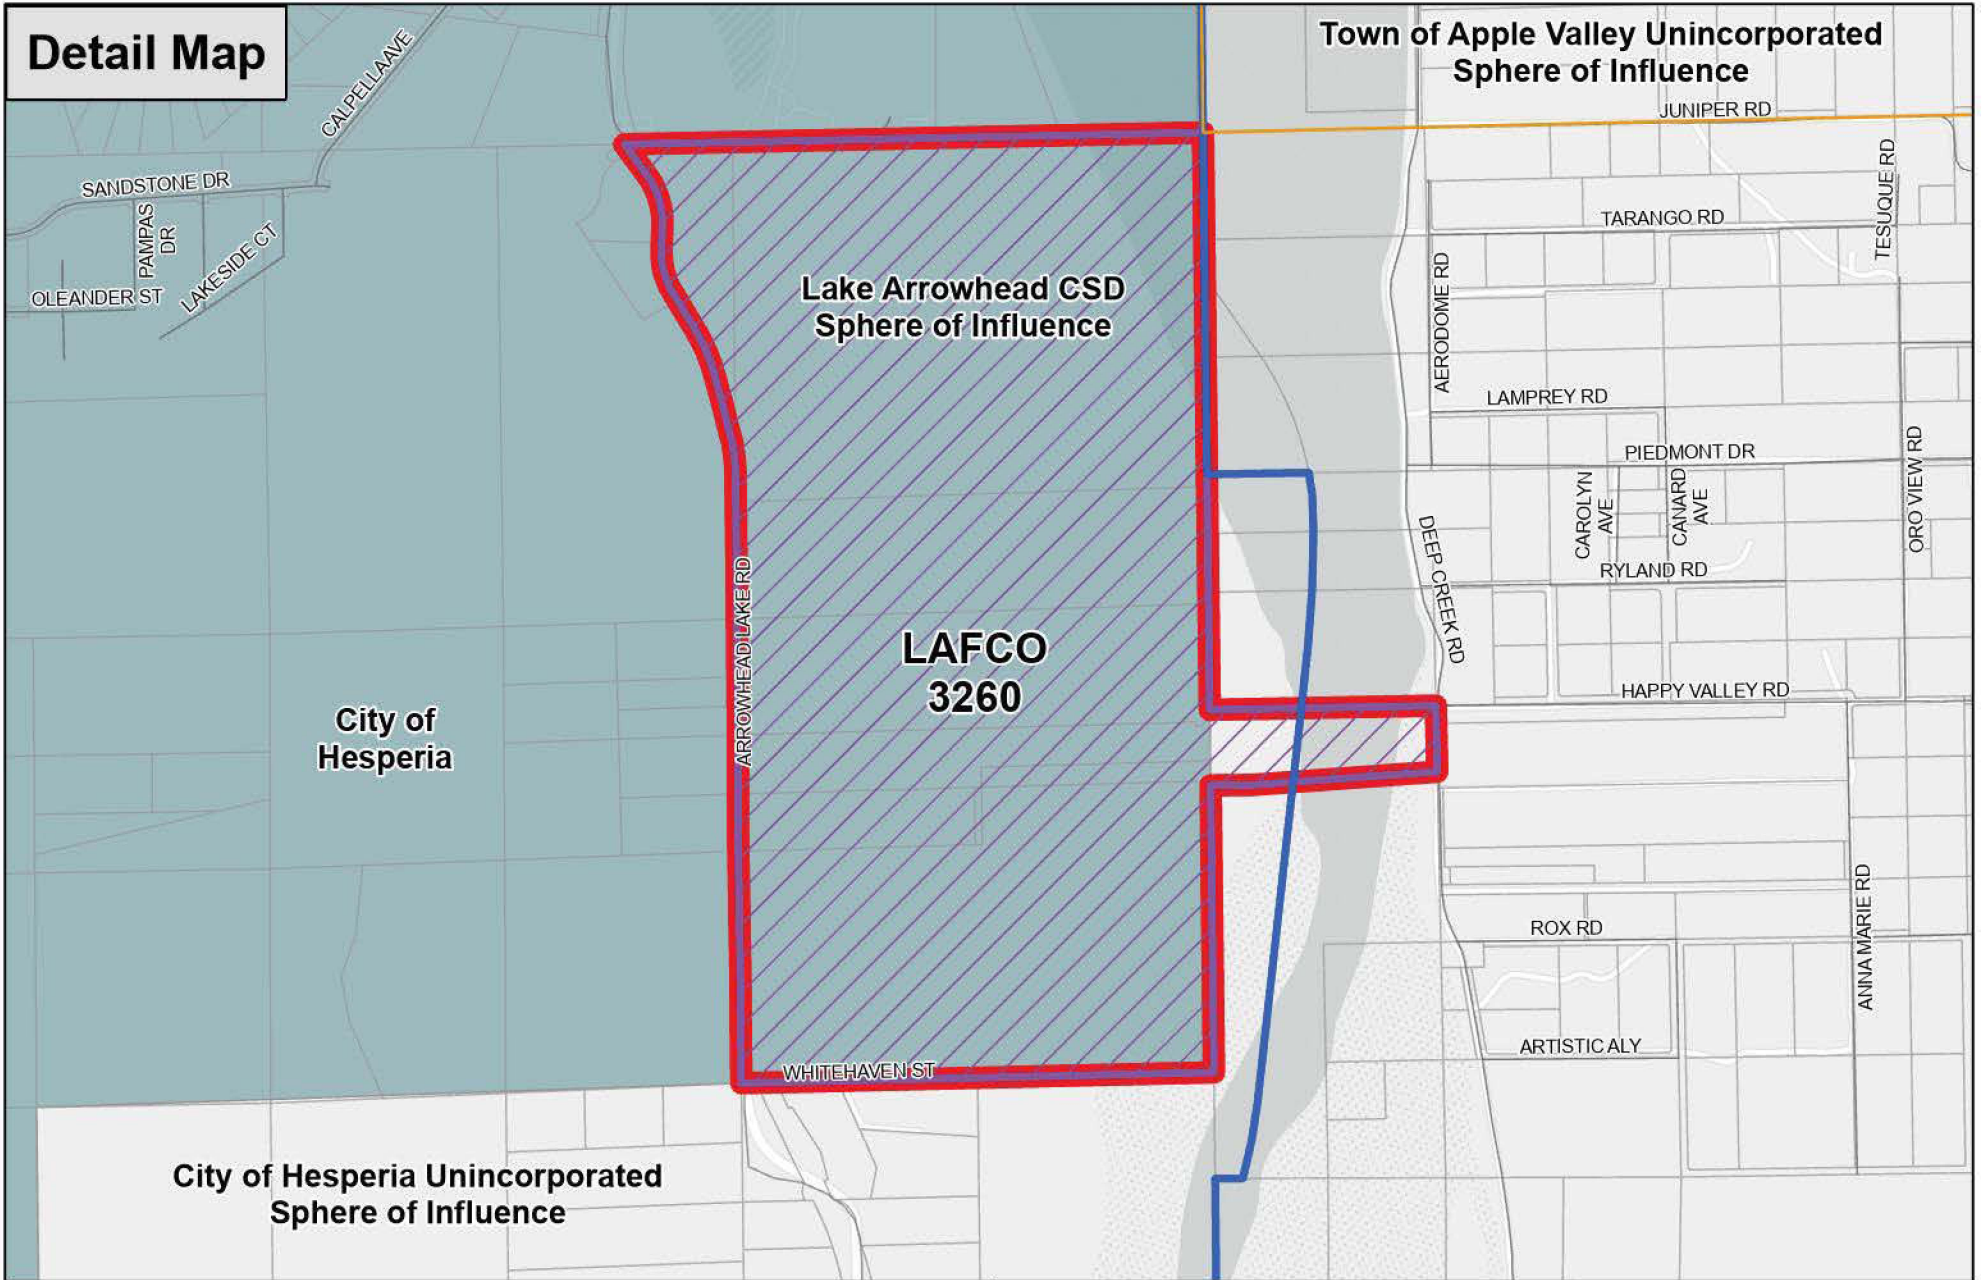 Detail Map
Town of Apple Valley Unincorporated
Sphere of Influence
CALPELLA AVE
JUNIPER RD
SANDSTONE DR
PAMPAS
DR
LAKESIDE CT
OLEANDER ST
TESUQUE RD
TARANGO RD
AERODOME RD
Lake Arrowhead CSD
Sphere of Influence
LAMPREY RD
PIEDMONT DR
ORO VIEW RD
CAROLYN
AVE
CANARD
AVE
DEEP CREEK RD
RYLAND RD
ARROWHEAD LAKE RD
LAFCO
3260
HAPPY VALLEY RD
City of
Hesperia
ROX RD
ANNA MARIE RD
ARTISTIC ALY
WHITEHAVEN ST
City of Hesperia Unincorporated
Sphere of Influence